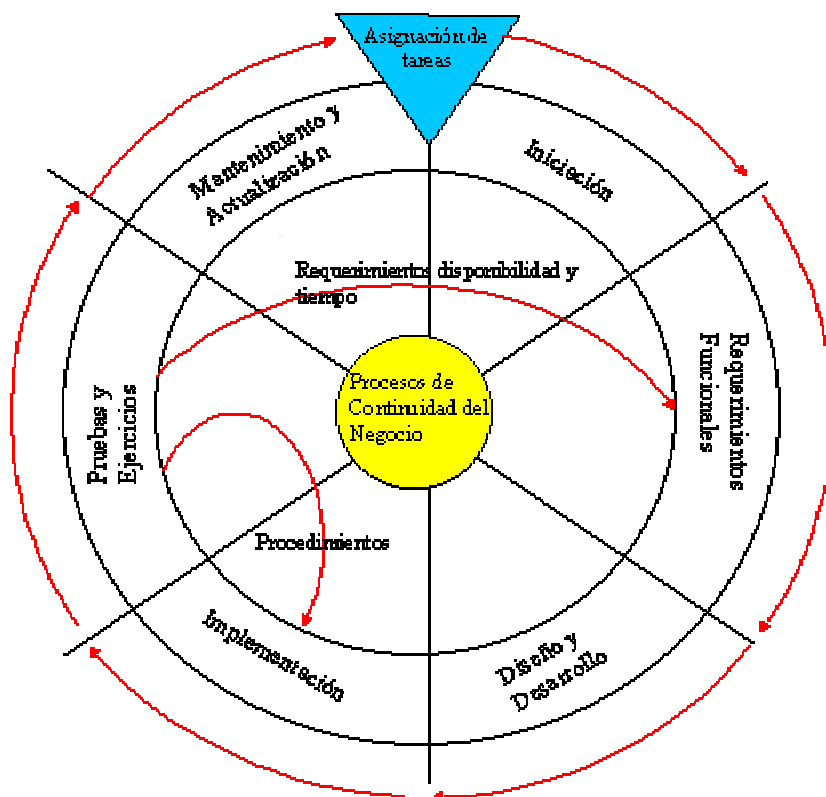 Asignación de
tareas
Iniciación
Requerimientos
Funcionales
Diseño y
Desarrollo
Implementación
Pruebas y
Ejercicios
Mantenimiento y
Actualización
Requerimientos disponibilidad y
tiempo
Procesos de
Continuidad del
Negocio
Procedimientos